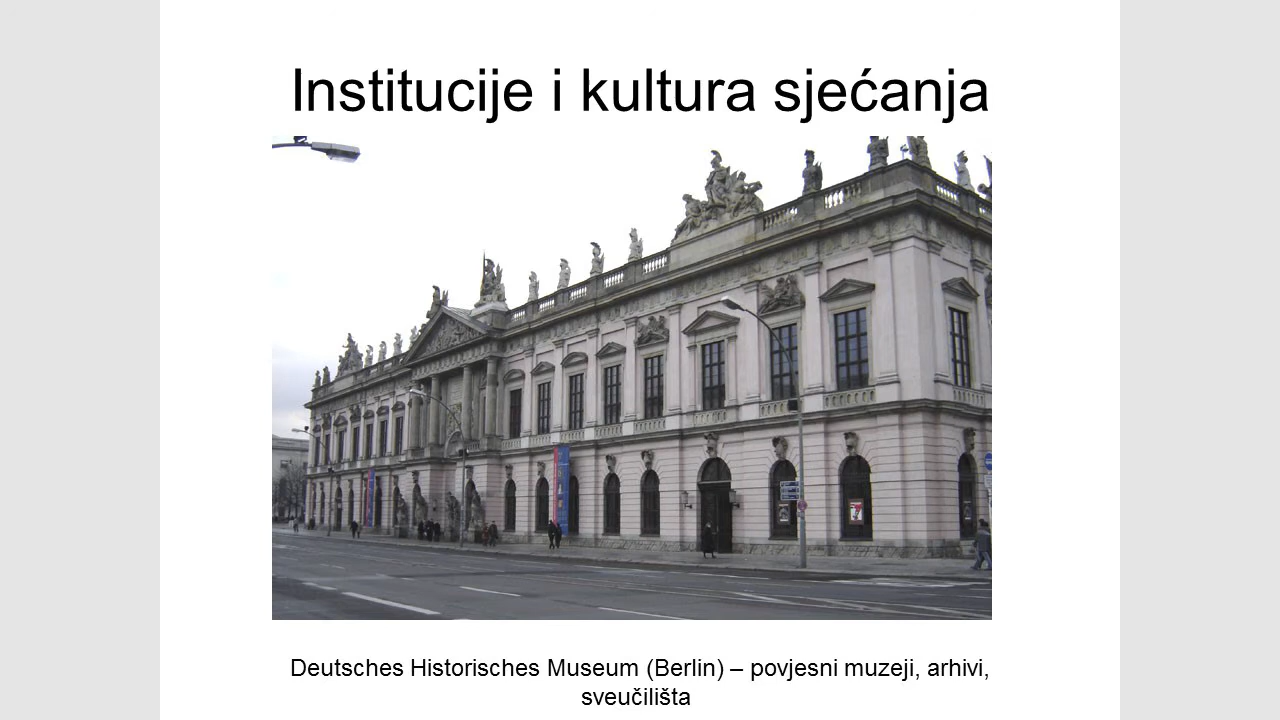 Institucije i kultura sjećanja
Deutsches Historisches Museum (Berlin) – povjesni muzeji, arhivi,
sveučilišta